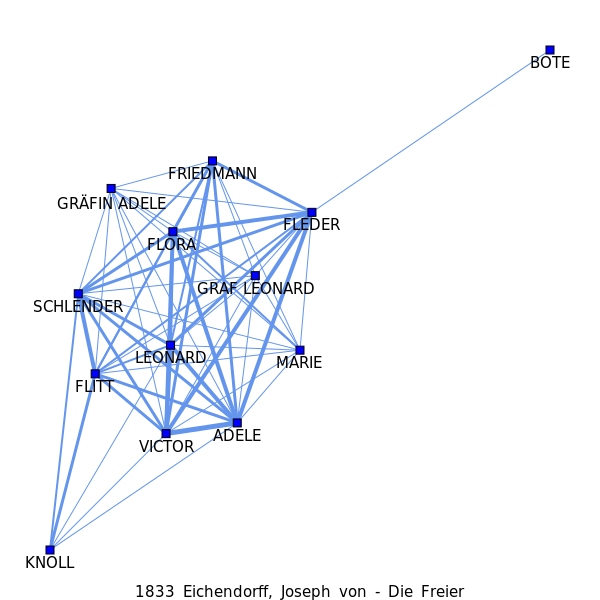 BOTE
FRIEDMANN
GRÄFIN ADELE
FLEDER
FLORA
GRAF LEONARD
SCHLENDER
LEONARD
MARIE
FLITT
ADELE
VICTOR
KNOLL
1833 Eichendorff, Joseph von - Die Freier